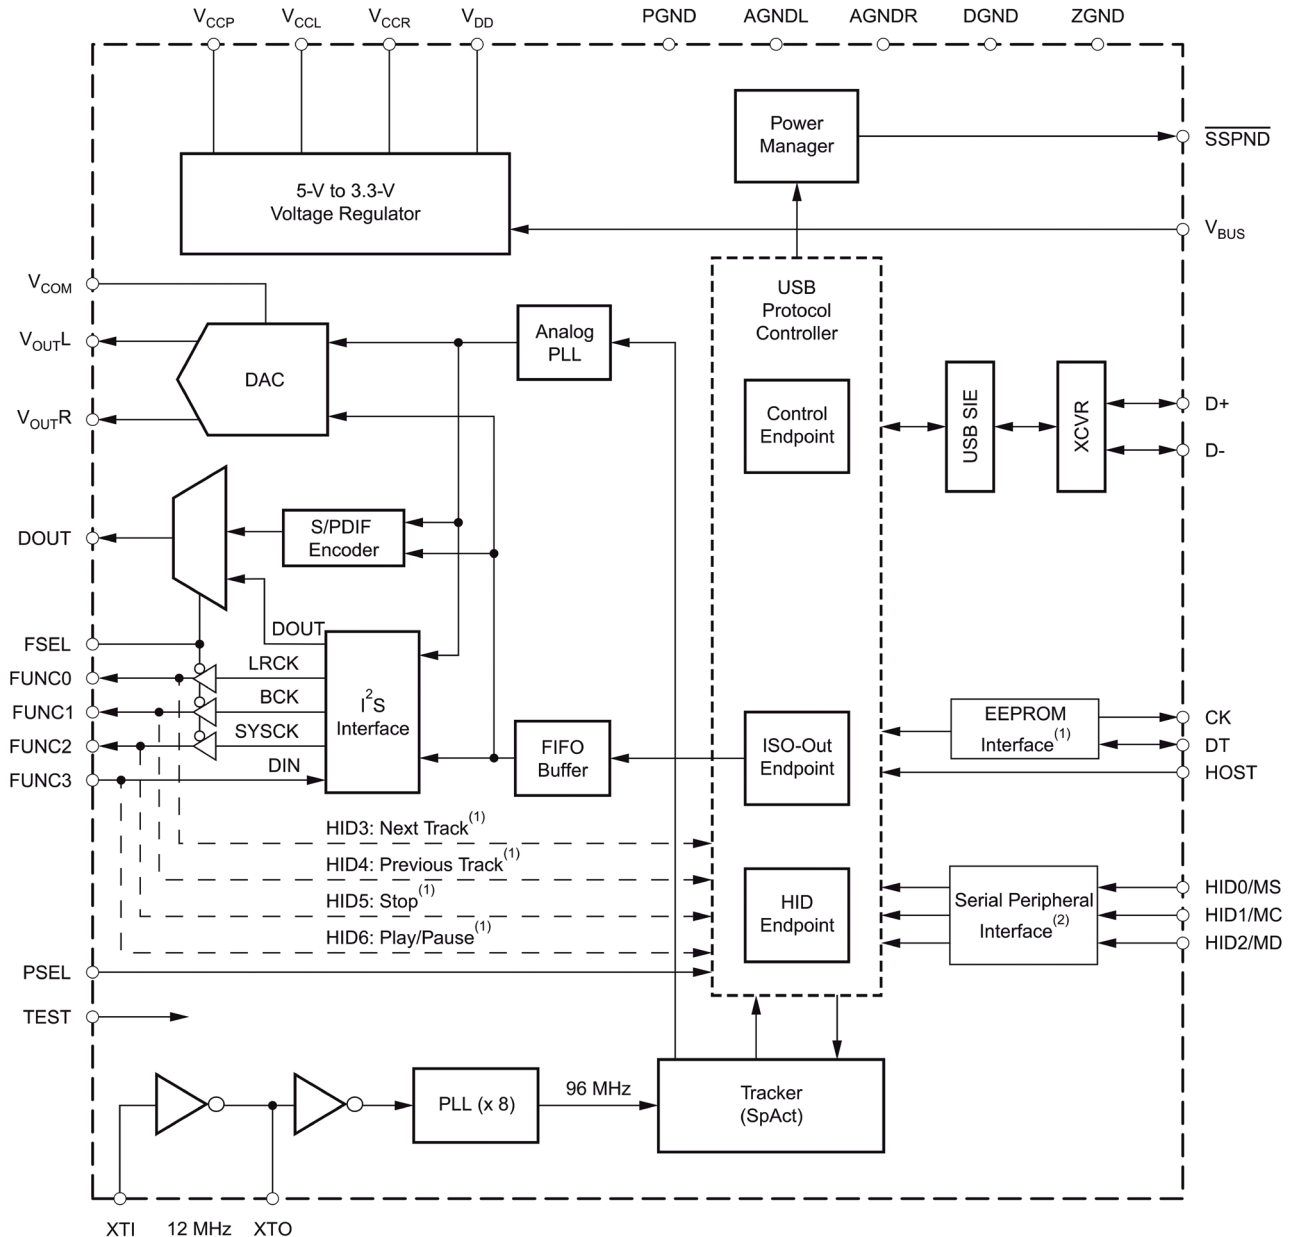 VCCP VCCL VCCR VDD PGND AGNDL AGNDR DGND ZGND
Power
Manager
SSPND
5-V to 3.3-V
Voltage Regulator
VBUS
VCOM
USB
Protocol
Controller
VOUTL
Analog
PLL
DAC
VOUTR
Control
Endpoint
USB SIE
XCVR
D+
D-
DOUT
S/PDIF
Encoder
FSEL
DOUT
FUNC0
LRCK
FUNC1
BCK
FUNC2
SYSCK
FUNC3
DIN
I2S
Interface
FIFO
Buffer
ISO-Out
Endpoint
EEPROM
Interface(1)
CK
DT
HOST
HID3: Next Track(1)
HID4: Previous Track(1)
HID5: Stop(1)
HID6: Play/Pause(1)
HID
Endpoint
Serial Peripheral
Interface(2)
HID0/MS
HID1/MC
HID2/MD
PSEL
TEST
PLL (x 8)
96 MHz
Tracker
(SpAct)
XTI 12 MHz XTO